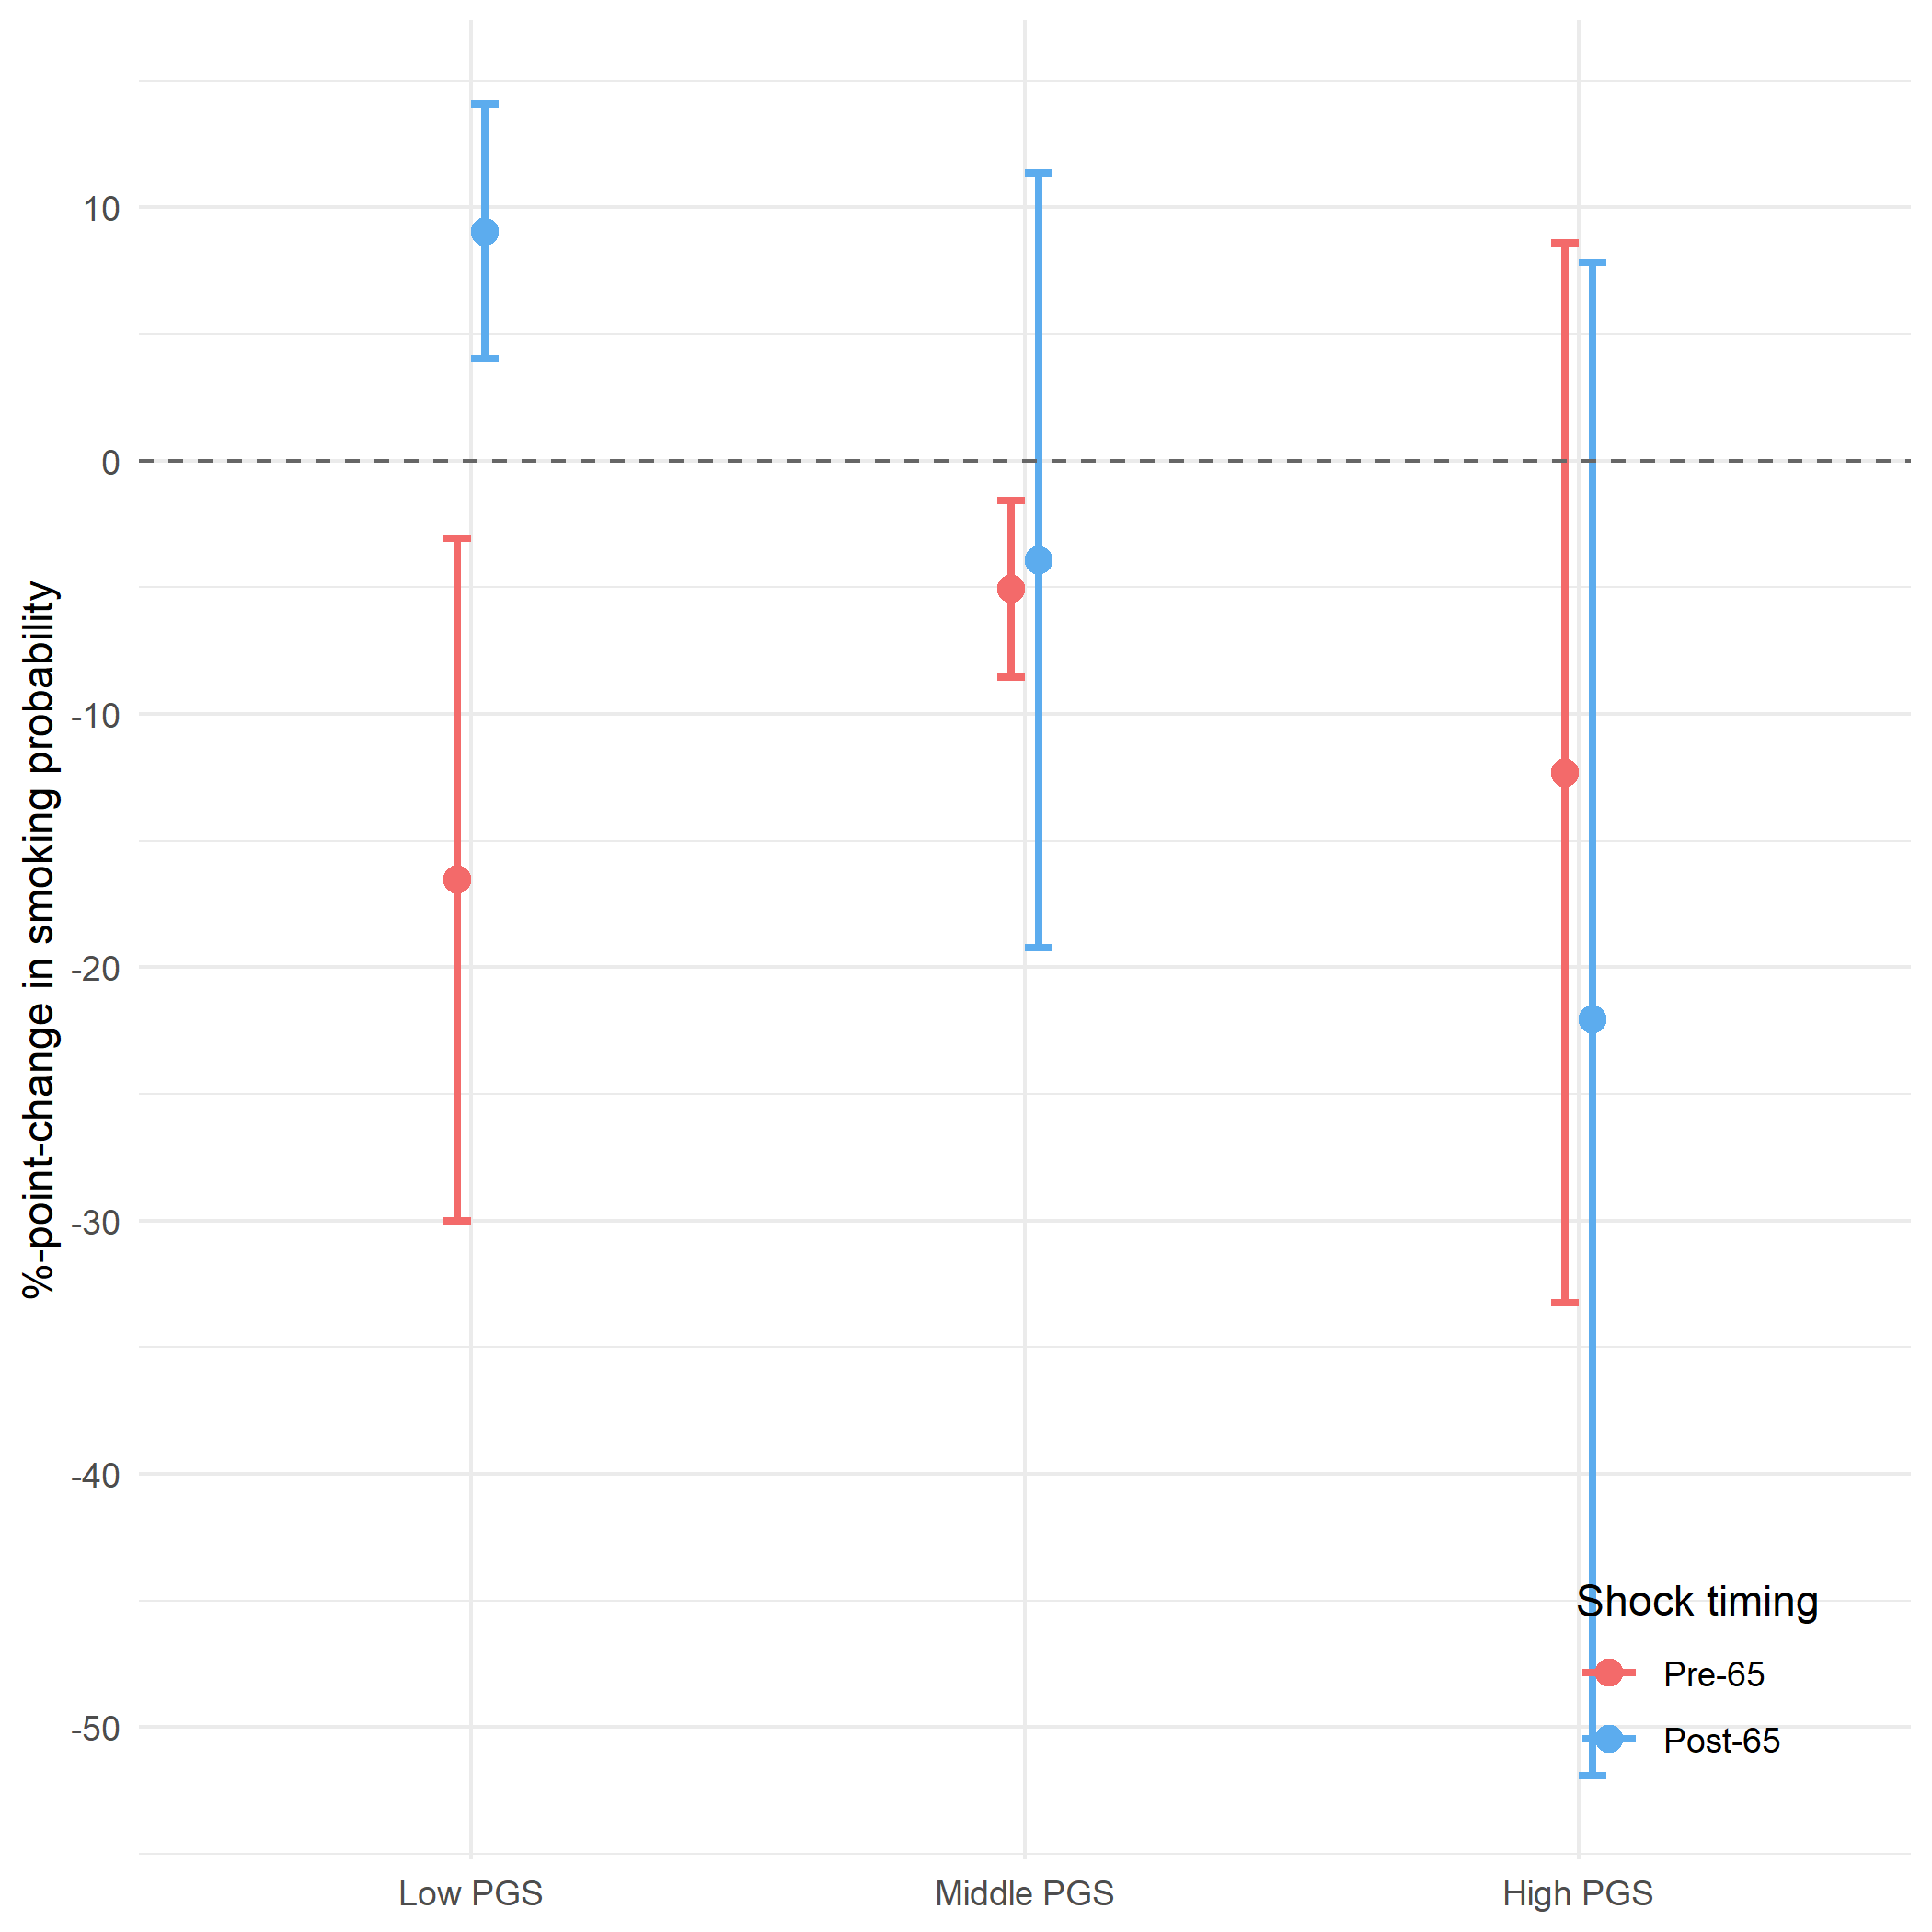 %-point-change in smoking probability
10
0
-10
-20
-30
-40
-50
Low PGS
Middle PGS
High PGS
Shock timing
Pre-65
Post-65